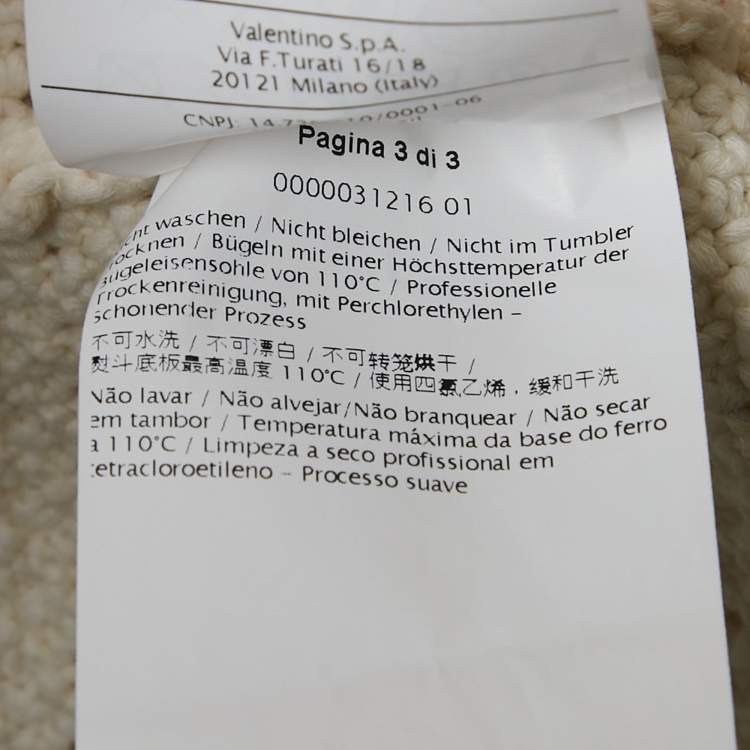 Valentino S.p.A.
Via F.Turati 16/18
20121 Milano (Italy)
CNPJ: 14. /0001-06
Pagina 3 di 3
0000031216 01
waschen / Nicht bleichen / Nicht im Tumbler
/ Bügeln mit einer Höchsttemperatur der
Bügeleisensohle von 110°C / Professionelle
Trockenreinigung, mit Perchlorethylen –
Schonender Prozess
不可水洗 / 不可漂白 / 不可转笼烘干 /
熨斗底板最高温度 110°C / 使用四氯乙烯，缓和干洗
Não lavar / Não alvejar/Não branquear / Não secar
em tambor / Temperatura máxima da base do ferro
a 110°C / Limpeza a seco profissional em
tetracloroetileno – Processo suave